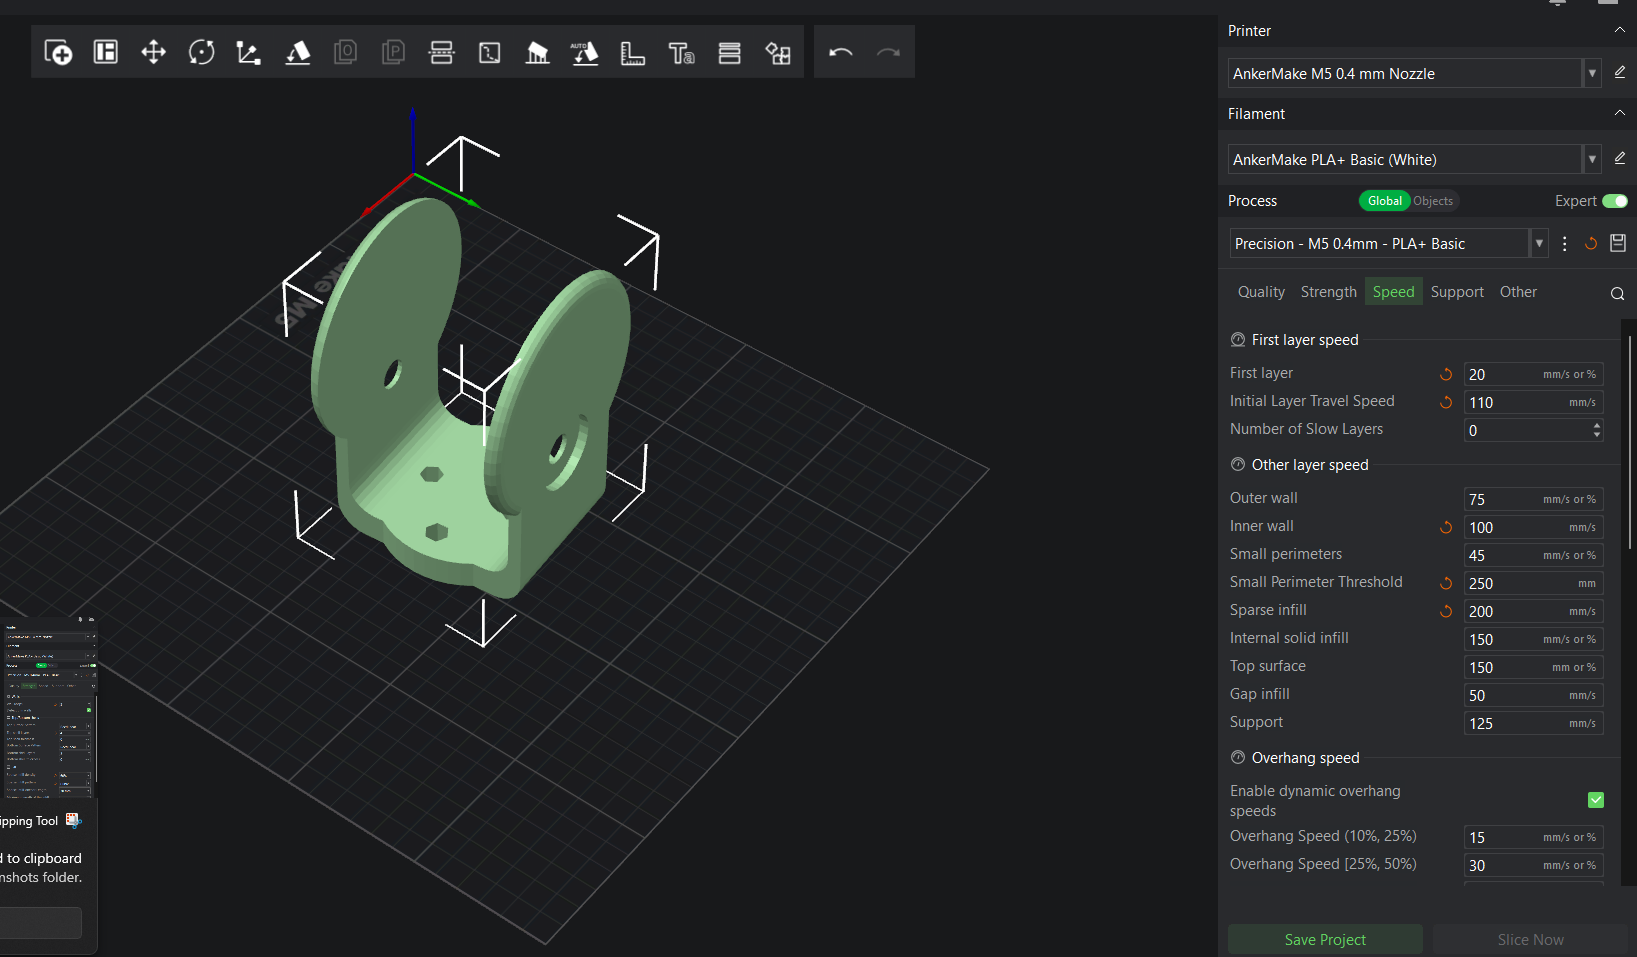 Printer
AnkerMake M5 0.4 mm Nozzle
Filament
AnkerMake PLA+ Basic (White)
Process
Global
Objects
Expert
Precision - M5 0.4mm - PLA+ Basic
Quality
Strength
Speed
Support
Other
First layer speed
First layer 20 mm/s or %
Initial Layer Travel Speed 110 mm/s
Number of Slow Layers 0
Other layer speed
Outer wall 75 mm/s or %
Inner wall 100 mm/s
Small perimeters 45 mm/s or %
Small Perimeter Threshold 250 mm
Sparse infill 200 mm/s
Internal solid infill 150 mm/s or %
Top surface 150 mm or %
Gap infill 50 mm/s
Support 125 mm/s
Overhang speed
Enable dynamic overhang
speeds
Overhang Speed (10%, 25%) 15 mm/s or %
Overhang Speed [25%, 50%) 30 mm/s or %
Save Project
Slice Now
AUTO
ake M5
ipping Tool
d to clipboard
nshots folder.